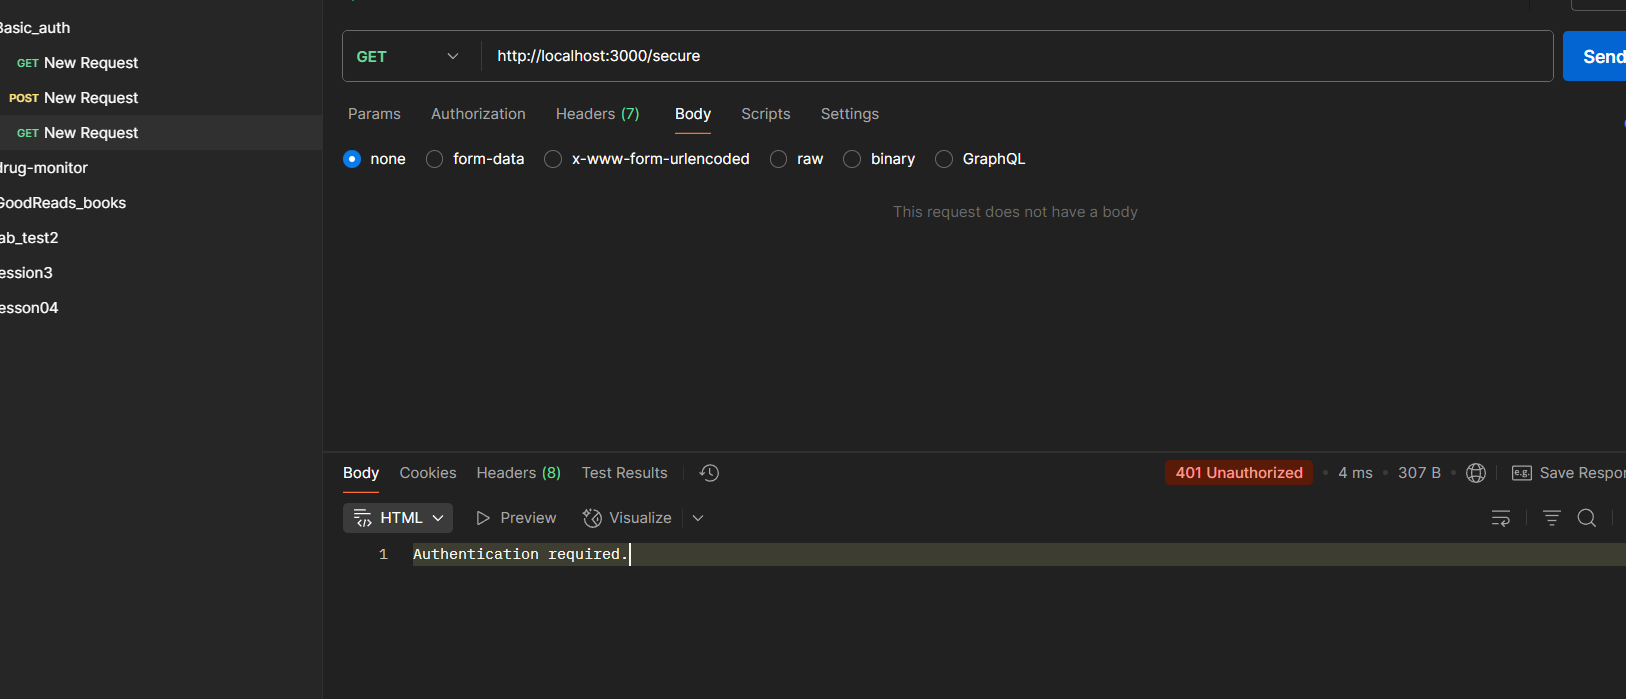 Basic_auth
GET New Request
POST New Request
GET New Request
drug-monitor
GoodReads_books
ab_test2
ession3
esson04
GET http://localhost:3000/secure Send
Params Authorization Headers (7) Body Scripts Settings
none form-data x-www-form-urlencoded raw binary GraphQL
This request does not have a body
Body Cookies Headers (8) Test Results 401 Unauthorized 4 ms 307 B e.g. Save Respon
HTML Preview Visualize
1 Authentication required.